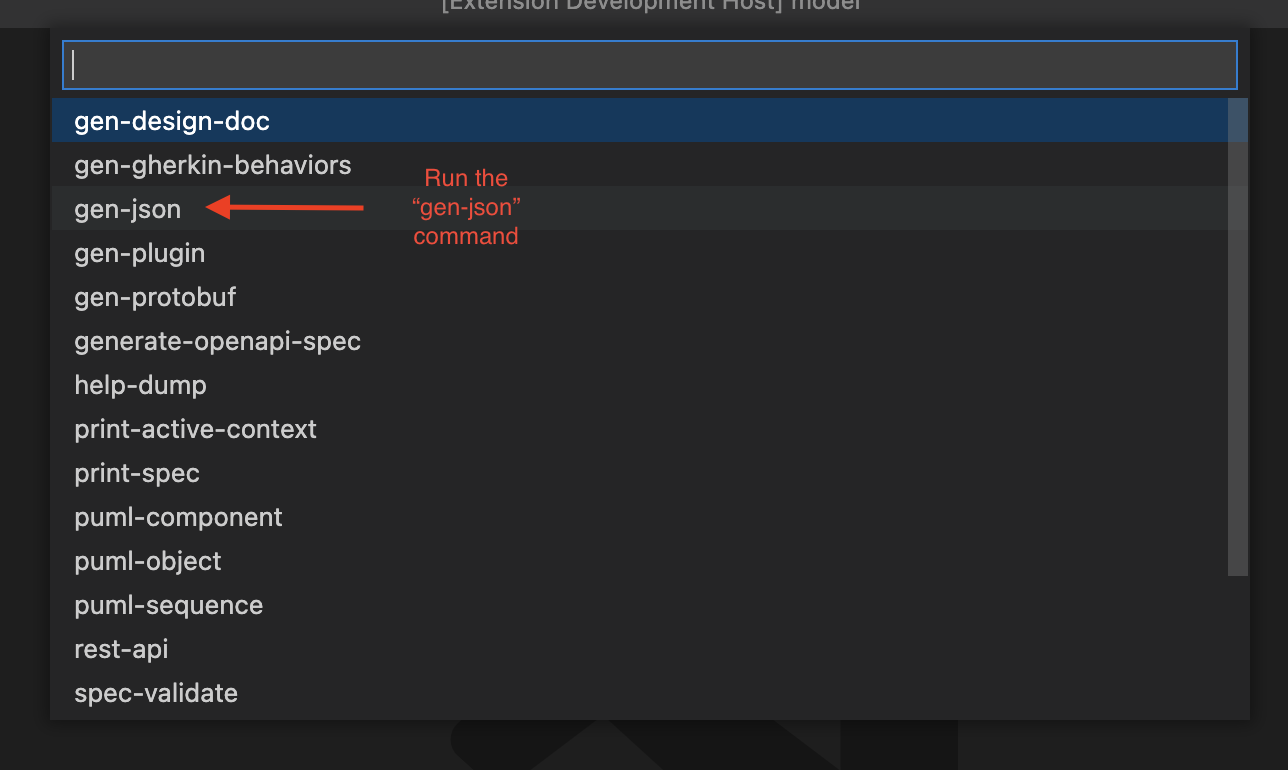 [Extension Development Host] model
gen-design-doc
gen-gherkin-behaviors
gen-json
Run the
“gen-json”
command
gen-plugin
gen-protobuf
generate-openapi-spec
help-dump
print-active-context
print-spec
puml-component
puml-object
puml-sequence
rest-api
spec-validate